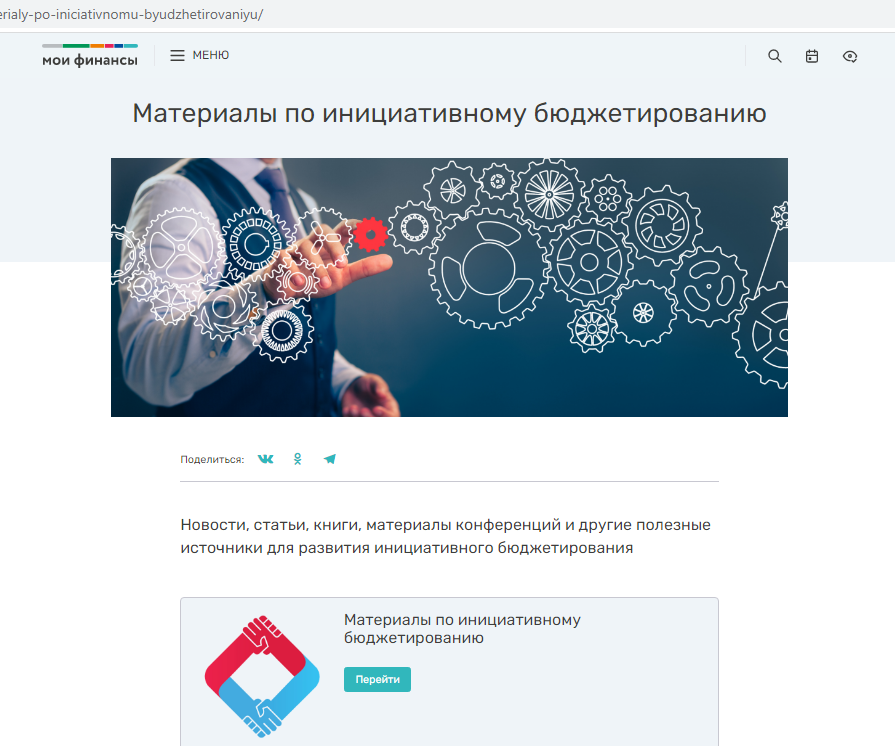 erialy-po-iniciativnomu-byudzhetirovaniyu/
мои финансы
МЕНЮ
Материалы по инициативному бюджетированию
Поделиться:
Новости, статьи, книги, материалы конференций и другие полезные
источники для развития инициативного бюджетирования
Материалы по инициативному
бюджетированию
Перейти